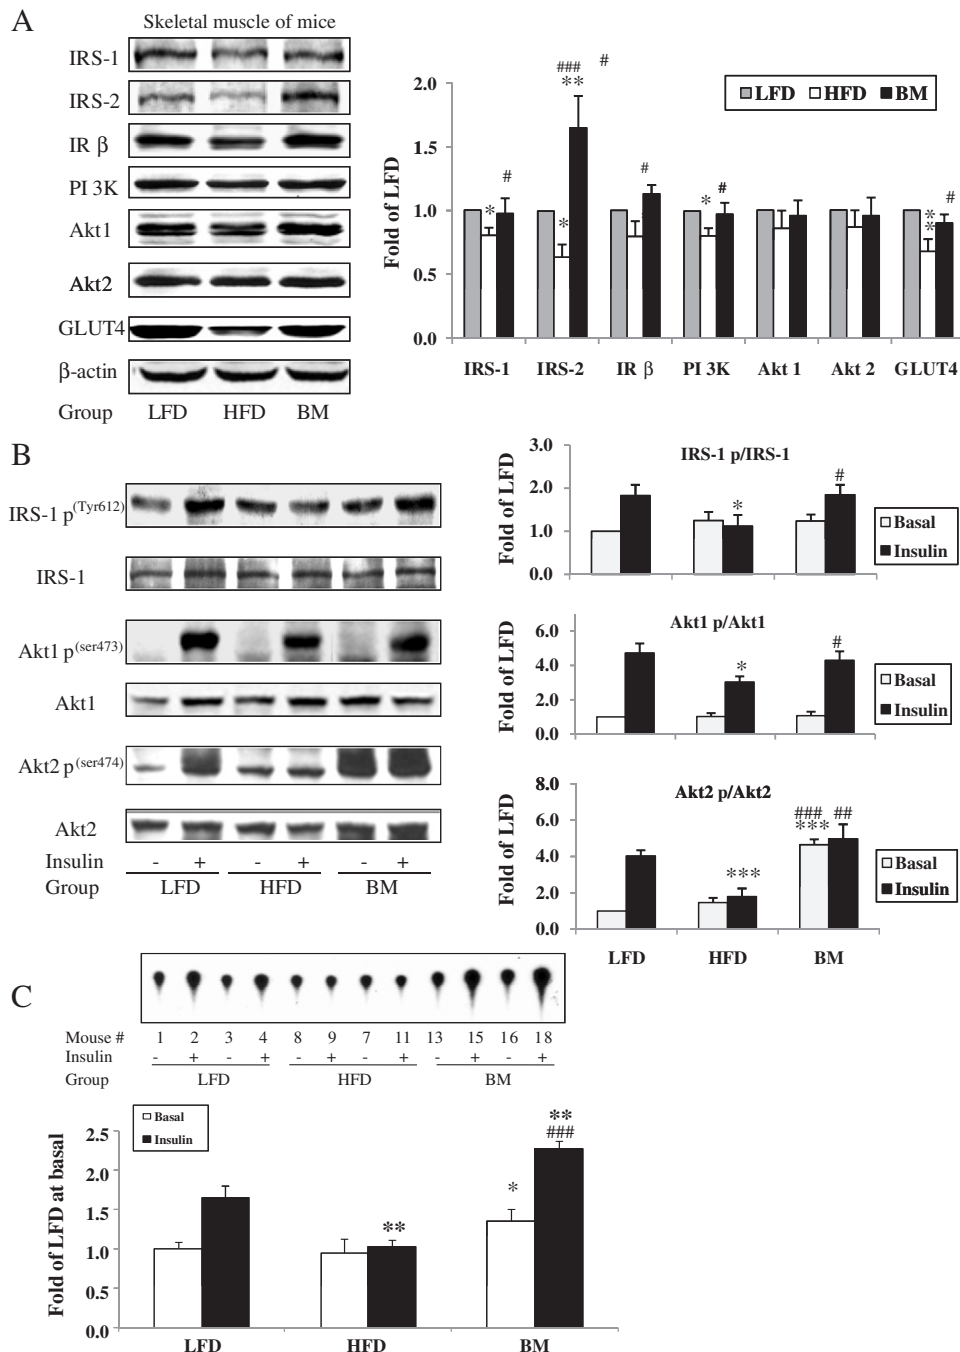 A
Skeletal muscle of mice
IRS-1
IRS-2
IR β
PI 3K
Akt1
Akt2
GLUT4
β-actin
Group LFD HFD BM
Fold of LFD
2.0
1.5
1.0
0.5
0.0
LFD HFD BM
### #
**
* # * # * # # **
IRS-1 IRS-2 IR β PI 3K Akt 1 Akt 2 GLUT4
B
IRS-1 p(Tyr612)
IRS-1
Akt1 p(ser473)
Akt1
Akt2 p(ser474)
Akt2
Insulin - + - + - +
Group LFD HFD BM
IRS-1 p/IRS-1
Fold of LFD
3.0
2.0
1.0
0.0
* #
Basal
Insulin
Akt1 p/Akt1
Fold of LFD
6.0
4.0
2.0
0.0
* #
Basal
Insulin
Akt2 p/Akt2
Fold of LFD
8.0
6.0
4.0
2.0
0.0
### ##
*** ***
Basal
Insulin
LFD HFD BM
C
Mouse # 1 2 3 4 8 9 7 11 13 15 16 18
Insulin - + - + - + - + - + - +
Group LFD HFD BM
Basal
Insulin
Fold of LFD at basal
2.5
2.0
1.5
1.0
0.5
0.0
**
###
*
**
LFD HFD BM